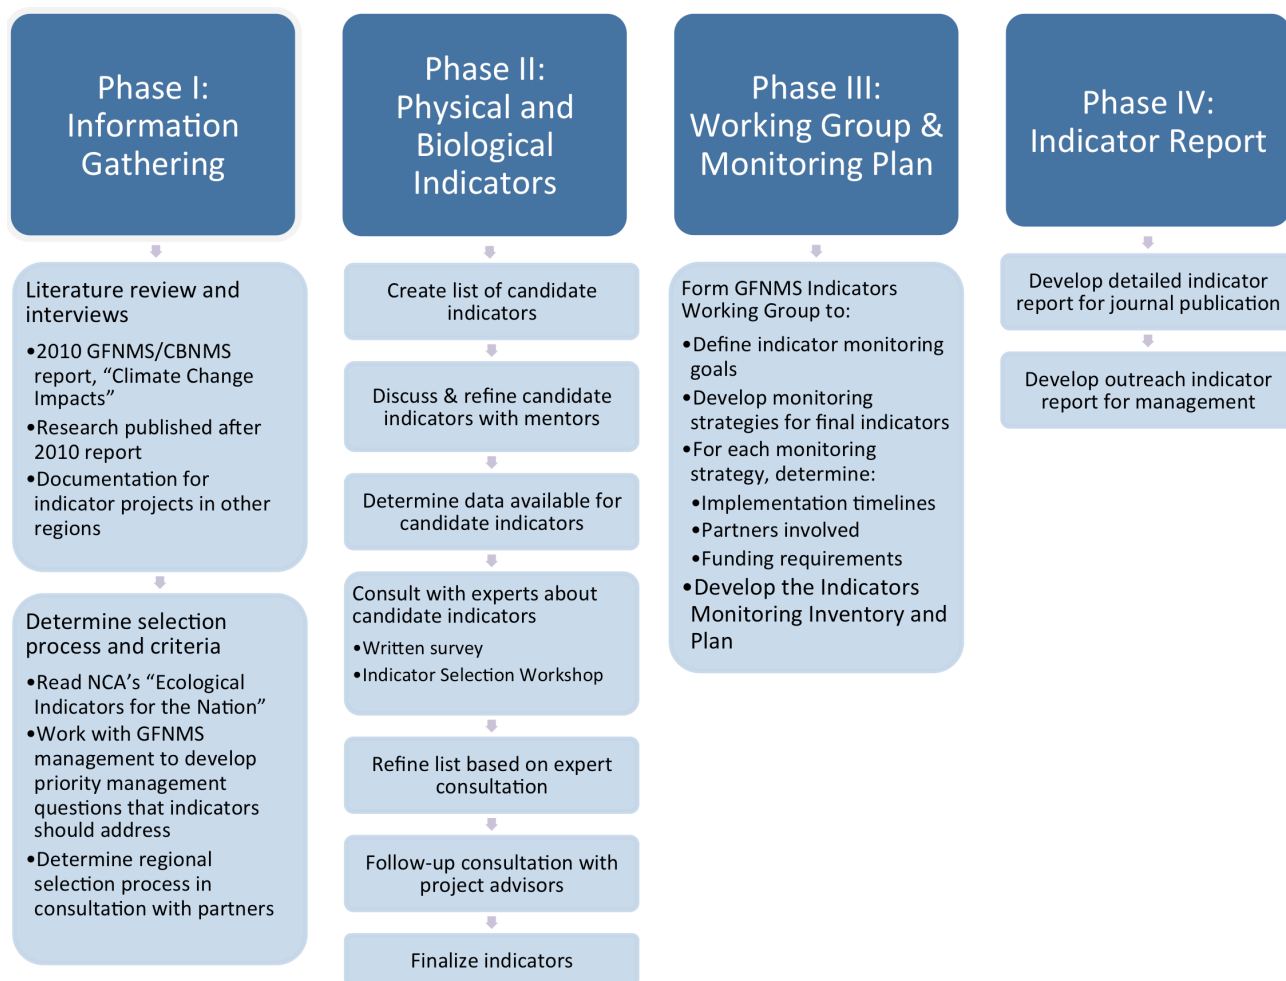 Phase I:
Information
Gathering
Literature review and
interviews
•2010 GFNMS/CBNMS
report, “Climate Change
Impacts”
•Research published after
2010 report
•Documentation for
indicator projects in other
regions
Determine selection
process and criteria
•Read NCA’s “Ecological
Indicators for the Nation”
•Work with GFNMS
management to develop
priority management
questions that indicators
should address
•Determine regional
selection process in
consultation with partners
Phase II:
Physical and
Biological
Indicators
Create list of candidate
indicators
Discuss & refine candidate
indicators with mentors
Determine data available for
candidate indicators
Consult with experts about
candidate indicators
•Written survey
•Indicator Selection Workshop
Refine list based on expert
consultation
Follow-up consultation with
project advisors
Finalize indicators
Phase III:
Working Group &
Monitoring Plan
Form GFNMS Indicators
Working Group to:
•Define indicator monitoring
goals
•Develop monitoring
strategies for final indicators
•For each monitoring
strategy, determine:
•Implementation timelines
•Partners involved
•Funding requirements
•Develop the Indicators
Monitoring Inventory and
Plan
Phase IV:
Indicator Report
Develop detailed indicator
report for journal publication
Develop outreach indicator
report for management